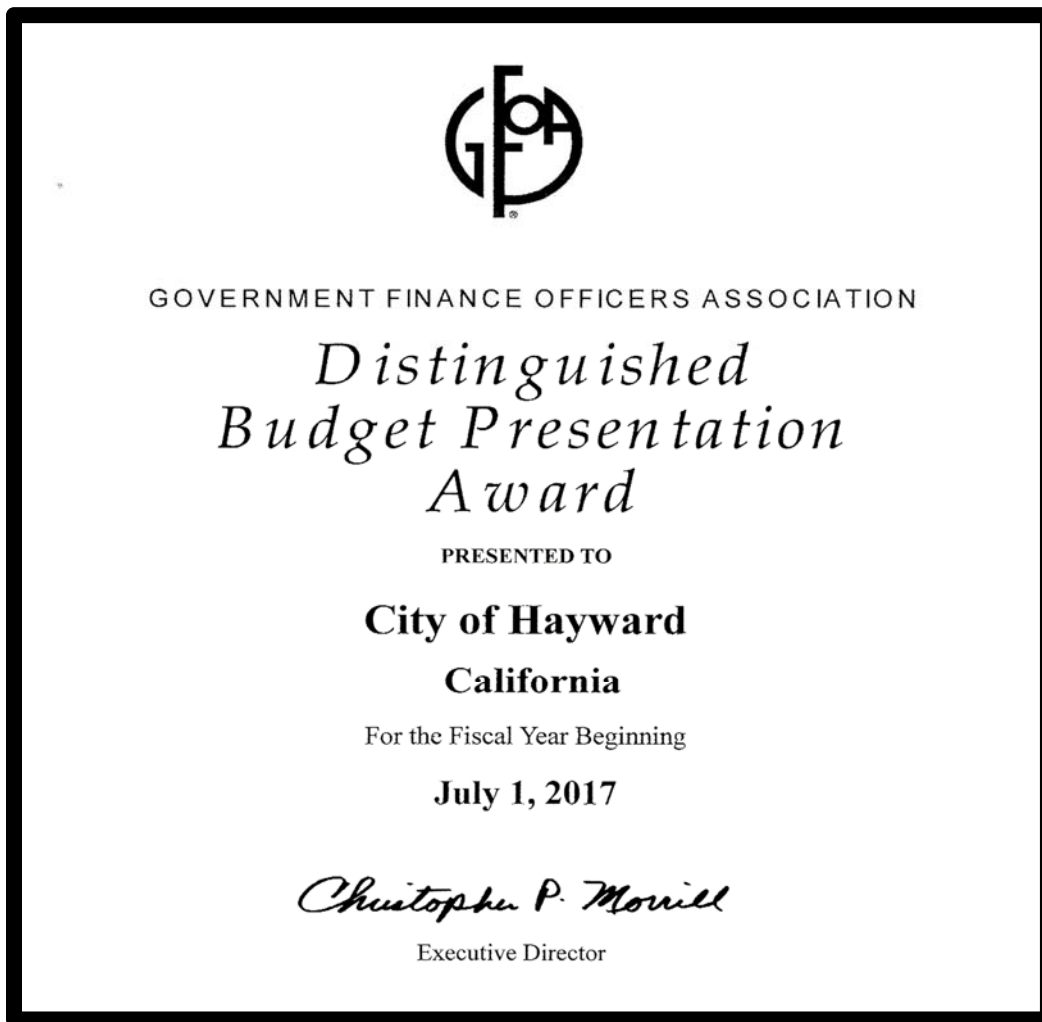 GFOA
®
GOVERNMENT FINANCE OFFICERS ASSOCIATION
Distinguished
Budget Presentation
Award
PRESENTED TO
City of Hayward
California
For the Fiscal Year Beginning
July 1, 2017
Christopher P. Morrill
Executive Director